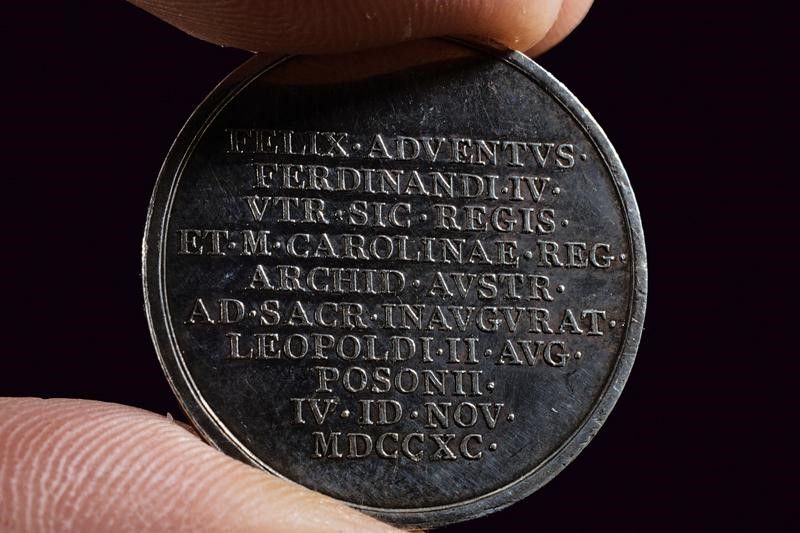 FELIX·ADVENTVS·
FERDINANDI·IV·
VTR·SIC·REGIS·
ET·M·CAROLINAE·REG·
ARCHID·AVSTR·
AD·SACR·INAVGVRAT·
LEOPOLDI·II·AVG·
POSONII·
IV·ID·NOV·
MDCCXC·